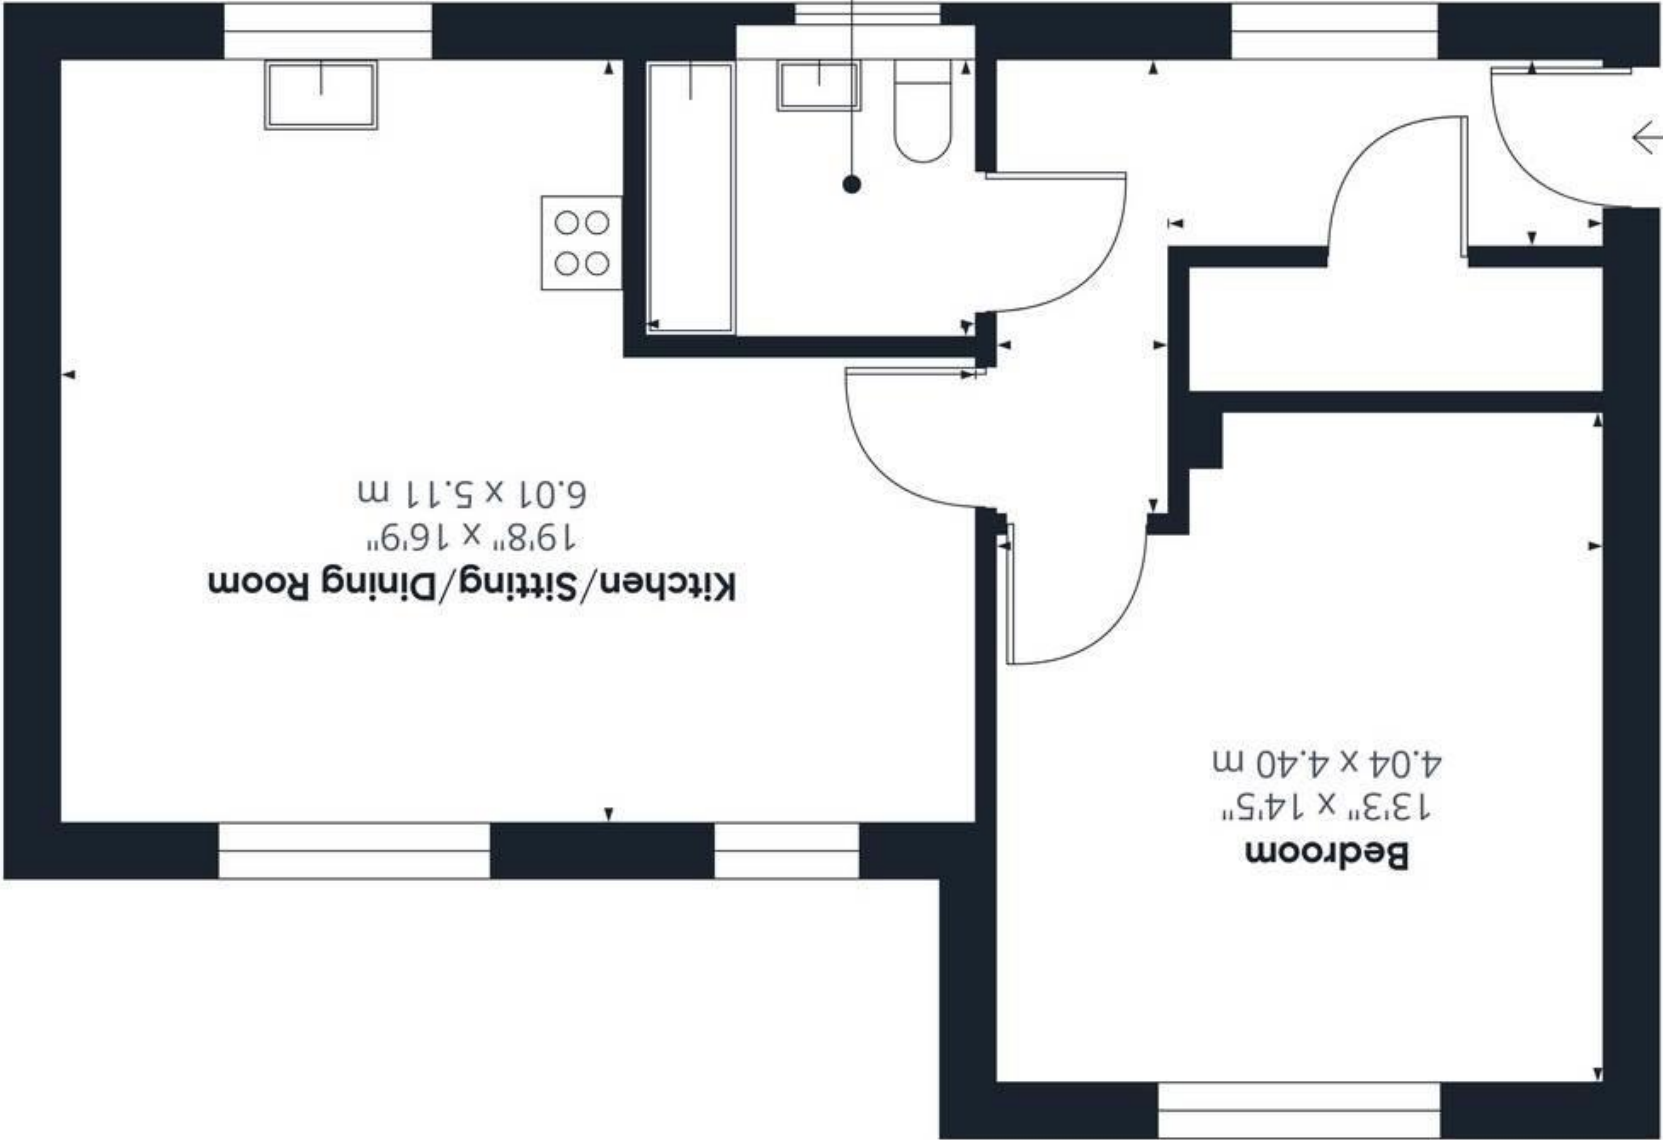 Bedroom
13'3" x 14'5"
4.04 x 4.40 m
Kitchen/Sitting/Dining Room
19'8" x 16'9"
6.01 x 5.11 m